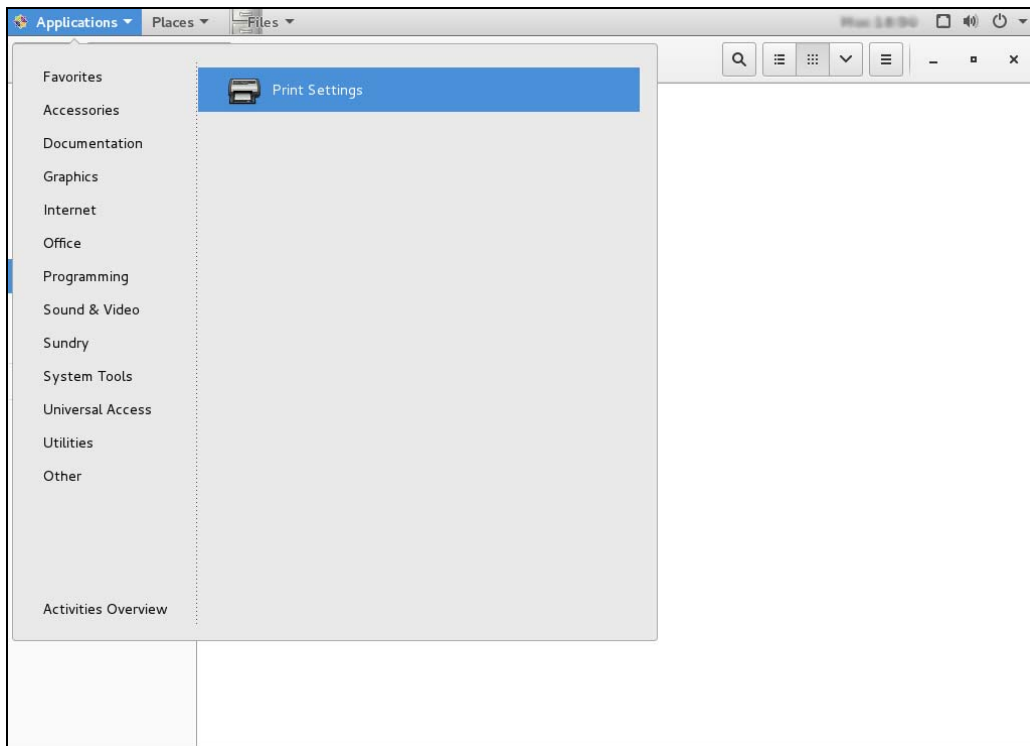 Applications Places Files
Favorites
Print Settings
Accessories
Documentation
Graphics
Internet
Office
Programming
Sound & Video
Sundry
System Tools
Universal Access
Utilities
Other
Activities Overview